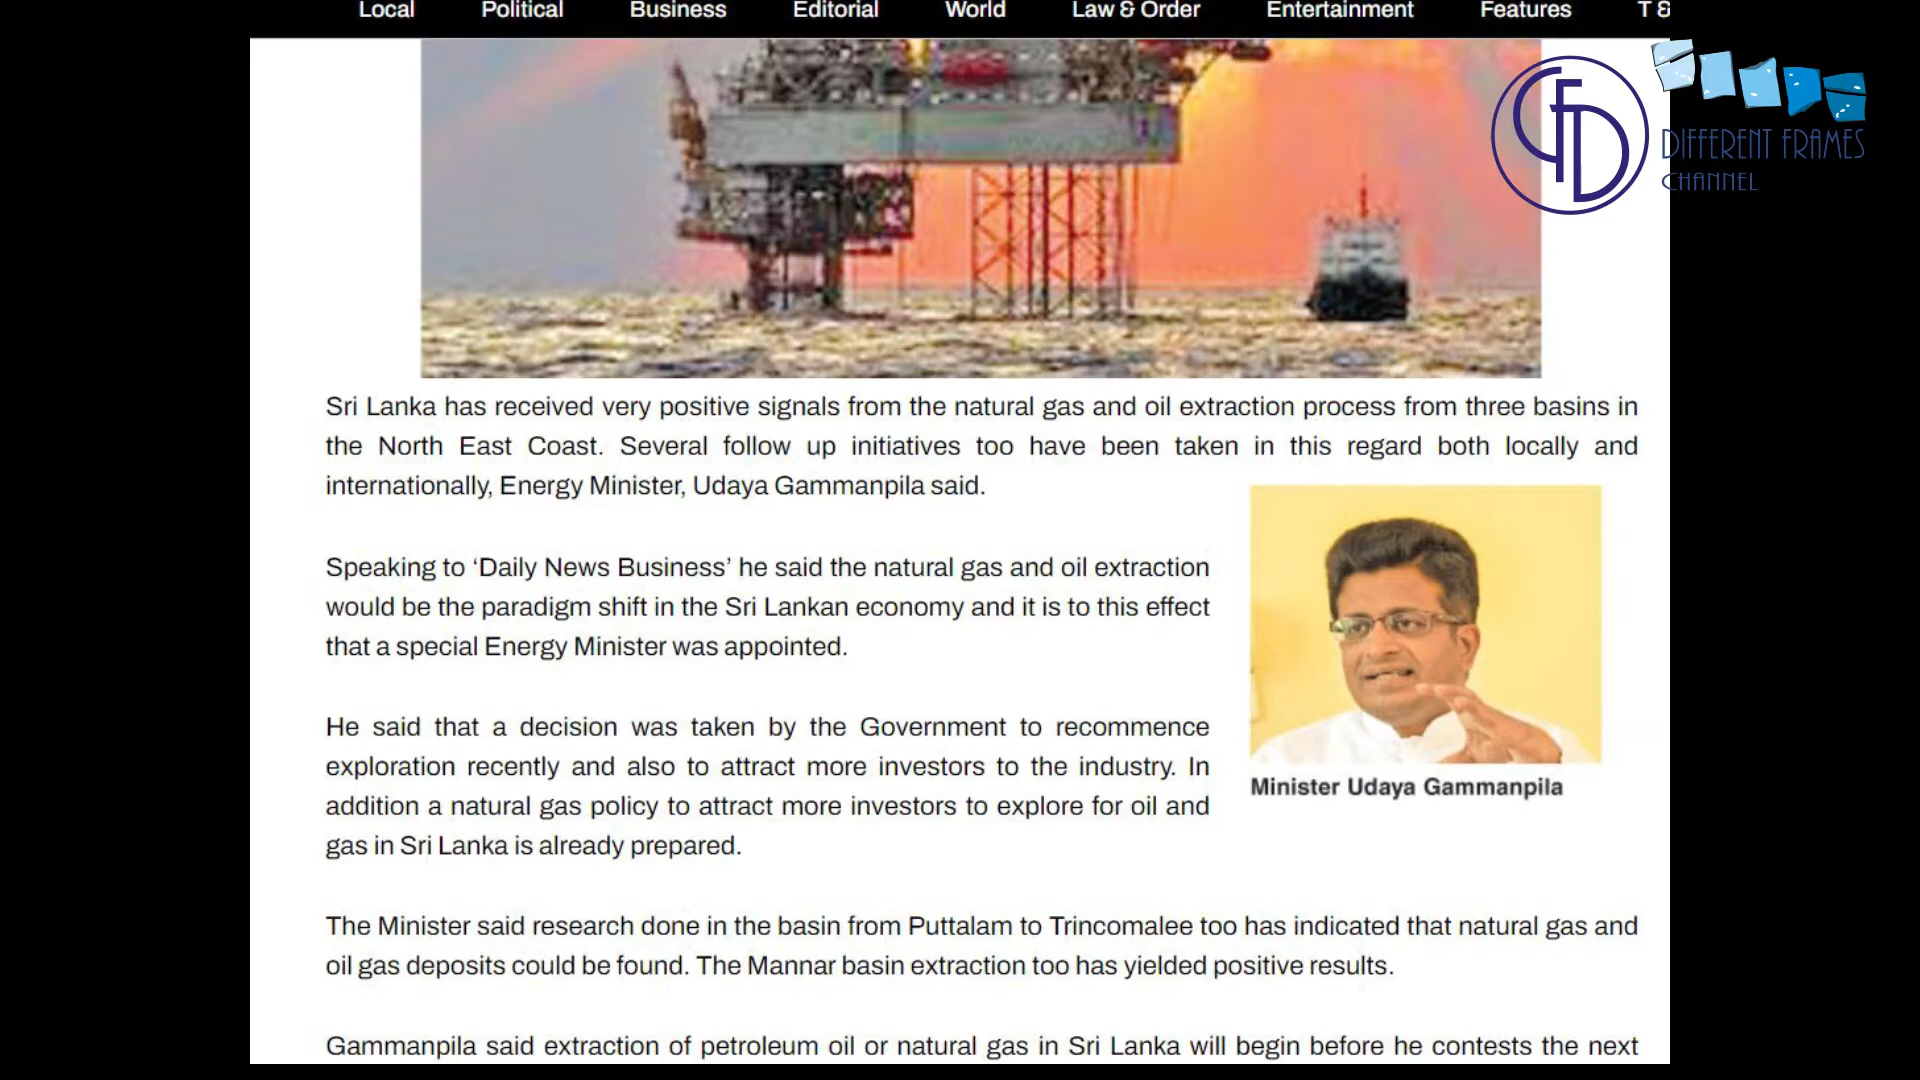 Local Political Business Editorial World Law & Order Entertainment Features T &
CFD
DIFFERENT FRAMES
CHANNEL
Sri Lanka has received very positive signals from the natural gas and oil extraction process from three basins in
the North East Coast. Several follow up initiatives too have been taken in this regard both locally and
internationally, Energy Minister, Udaya Gammanpila said.
Speaking to ‘Daily News Business’ he said the natural gas and oil extraction
would be the paradigm shift in the Sri Lankan economy and it is to this effect
that a special Energy Minister was appointed.
He said that a decision was taken by the Government to recommence
exploration recently and also to attract more investors to the industry. In
addition a natural gas policy to attract more investors to explore for oil and
gas in Sri Lanka is already prepared.
Minister Udaya Gammanpila
The Minister said research done in the basin from Puttalam to Trincomalee too has indicated that natural gas and
oil gas deposits could be found. The Mannar basin extraction too has yielded positive results.
Gammanpila said extraction of petroleum oil or natural gas in Sri Lanka will begin before he contests the next